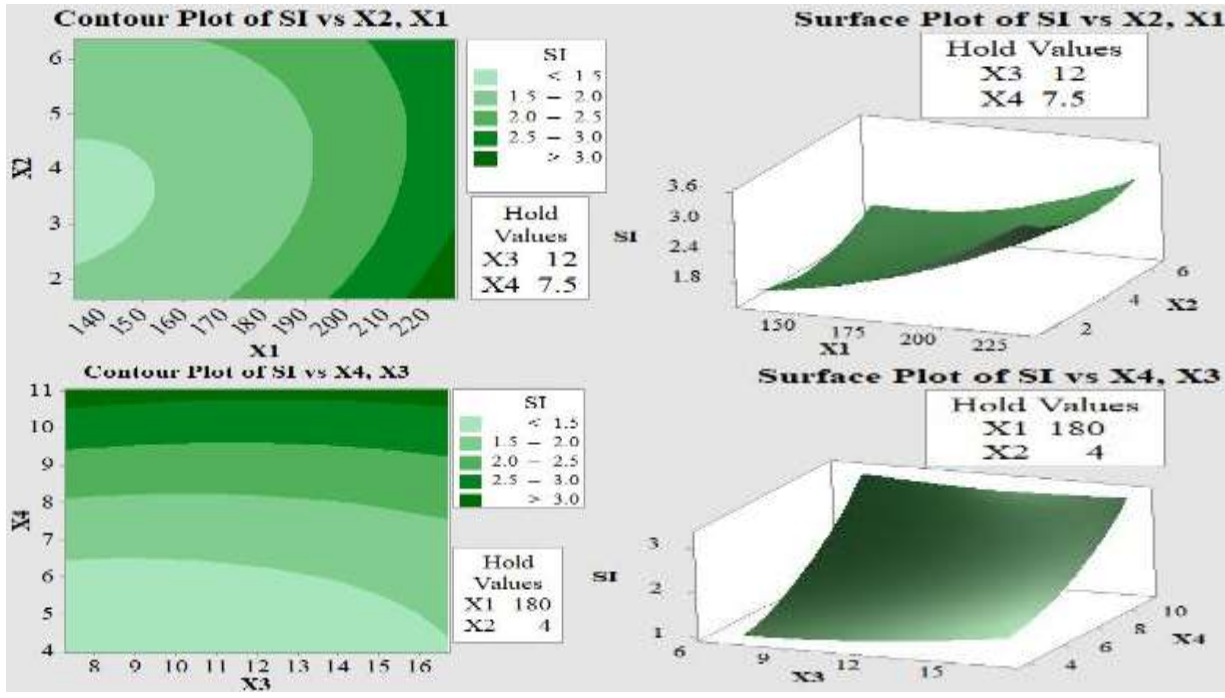 Contour Plot of SI vs X2, X1
6
5
4
3
2
X2
140 150 160 170 180 190 200 210 220
X1
SI
< 1.5
1.5 – 2.0
2.0 – 2.5
2.5 – 3.0
> 3.0
Hold
Values
X3 12
X4 7.5
Surface Plot of SI vs X2, X1
Hold Values
X3 12
X4 7.5
3.6
3.0
2.4
1.8
SI
150 175 200 225
X1
2 4 6
X2
Contour Plot of SI vs X4, X3
11
10
9
8
7
6
5
4
X4
8 9 10 11 12 13 14 15 16
X3
SI
< 1.5
1.5 – 2.0
2.0 – 2.5
2.5 – 3.0
> 3.0
Hold
Values
X1 180
X2 4
Surface Plot of SI vs X4, X3
Hold Values
X1 180
X2 4
3
2
1
SI
6 9 12 15
X3
4 6 8 10
X4